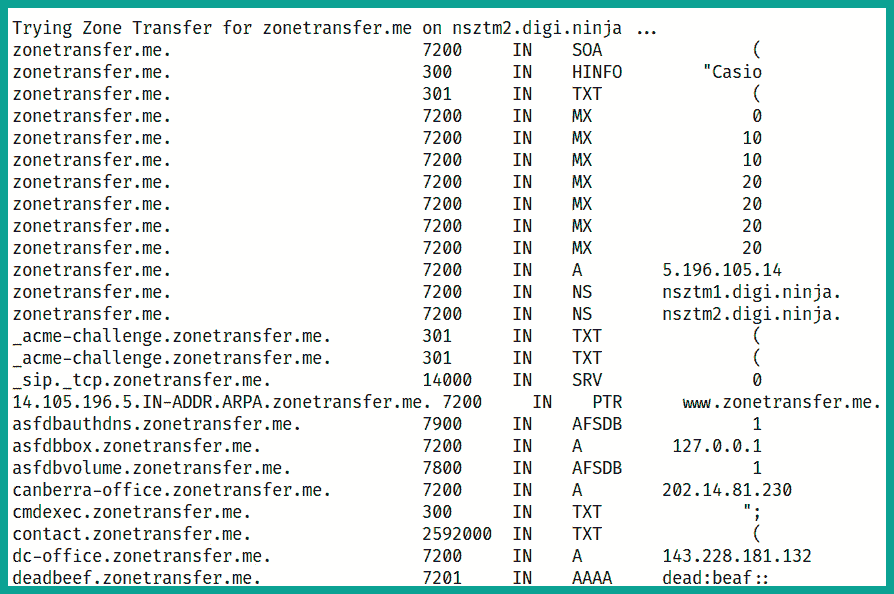 Trying Zone Transfer for zonetransfer.me on nsztm2.digi.ninja ...
zonetransfer.me. 7200 IN SOA (
zonetransfer.me. 300 IN HINFO "Casio
zonetransfer.me. 301 IN TXT (
zonetransfer.me. 7200 IN MX 0
zonetransfer.me. 7200 IN MX 10
zonetransfer.me. 7200 IN MX 10
zonetransfer.me. 7200 IN MX 20
zonetransfer.me. 7200 IN MX 20
zonetransfer.me. 7200 IN MX 20
zonetransfer.me. 7200 IN MX 20
zonetransfer.me. 7200 IN A 5.196.105.14
zonetransfer.me. 7200 IN NS nsztm1.digi.ninja.
zonetransfer.me. 7200 IN NS nsztm2.digi.ninja.
_acme-challenge.zonetransfer.me. 301 IN TXT (
_acme-challenge.zonetransfer.me. 301 IN TXT (
_sip._tcp.zonetransfer.me. 14000 IN SRV 0
14.105.196.5.IN-ADDR.ARPA.zonetransfer.me. 7200 IN PTR www.zonetransfer.me.
asfdbauthdns.zonetransfer.me. 7900 IN AFSDB 1
asfdbbox.zonetransfer.me. 7200 IN A 127.0.0.1
asfdbvolume.zonetransfer.me. 7800 IN AFSDB 1
canberra-office.zonetransfer.me. 7200 IN A 202.14.81.230
cmdexec.zonetransfer.me. 300 IN TXT ";
contact.zonetransfer.me. 2592000 IN TXT (
dc-office.zonetransfer.me. 7200 IN A 143.228.181.132
deadbeef.zonetransfer.me. 7201 IN AAAA dead:beaf::